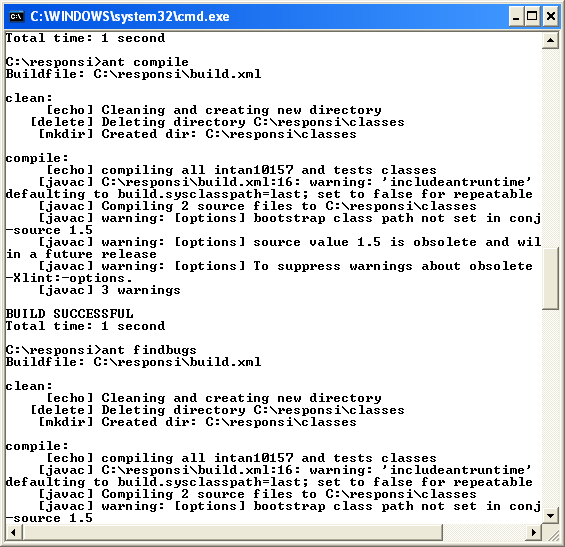 C:\WINDOWS\system32\cmd.exe
Total time: 1 second
C:\responsi>ant compile
Buildfile: C:\responsi\build.xml
clean:
[echo] Cleaning and creating new directory
[delete] Deleting directory C:\responsi\classes
[mkdir] Created dir: C:\responsi\classes
compile:
[echo] compiling all intan10157 and tests classes
[javac] C:\responsi\build.xml:16: warning: 'includeantruntime'
defaulting to build.sysclasspath=last; set to false for repeatable
[javac] Compiling 2 source files to C:\responsi\classes
[javac] warning: [options] bootstrap class path not set in conj
-source 1.5
[javac] warning: [options] source value 1.5 is obsolete and wil
in a future release
[javac] warning: [options] To suppress warnings about obsolete
-Xlint:-options.
[javac] 3 warnings
BUILD SUCCESSFUL
Total time: 1 second
C:\responsi>ant findbugs
Buildfile: C:\responsi\build.xml
clean:
[echo] Cleaning and creating new directory
[delete] Deleting directory C:\responsi\classes
[mkdir] Created dir: C:\responsi\classes
compile:
[echo] compiling all intan10157 and tests classes
[javac] C:\responsi\build.xml:16: warning: 'includeantruntime'
defaulting to build.sysclasspath=last; set to false for repeatable
[javac] Compiling 2 source files to C:\responsi\classes
[javac] warning: [options] bootstrap class path not set in conj
-source 1.5